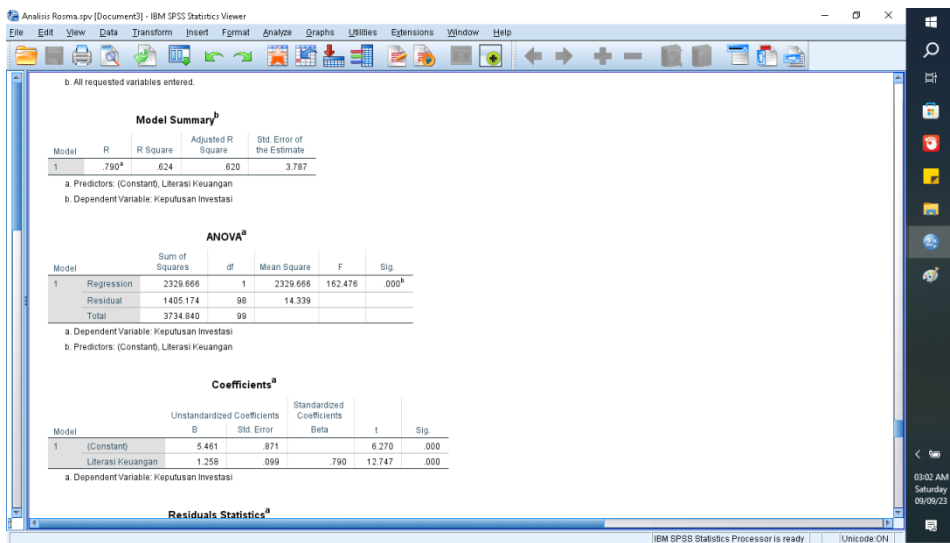 Analisis Rosma.spv [Document3] - IBM SPSS Statistics Viewer
File Edit View Data Transform Insert Format Analyze Graphs Utilities Extensions Window Help
b. All requested variables entered.
Model Summaryb
Model R R Square Adjusted R Square Std. Error of the Estimate
1 .790a .624 .620 3.787
a. Predictors: (Constant), Literasi Keuangan
b. Dependent Variable: Keputusan Investasi
ANOVAa
Model Sum of Squares df Mean Square F Sig.
1 Regression 2329.666 1 2329.666 162.476 .000b
Residual 1405.174 98 14.339
Total 3734.840 99
a. Dependent Variable: Keputusan Investasi
b. Predictors: (Constant), Literasi Keuangan
Coefficientsa
Unstandardized Coefficients Standardized Coefficients
Model B Std. Error Beta t Sig.
1 (Constant) 5.461 .871 6.270 .000
Literasi Keuangan 1.258 .099 .790 12.747 .000
a. Dependent Variable: Keputusan Investasi
Residuals Statisticsa
IBM SPSS Statistics Processor is ready Unicode:ON
03:02 AM
Saturday
09/09/23